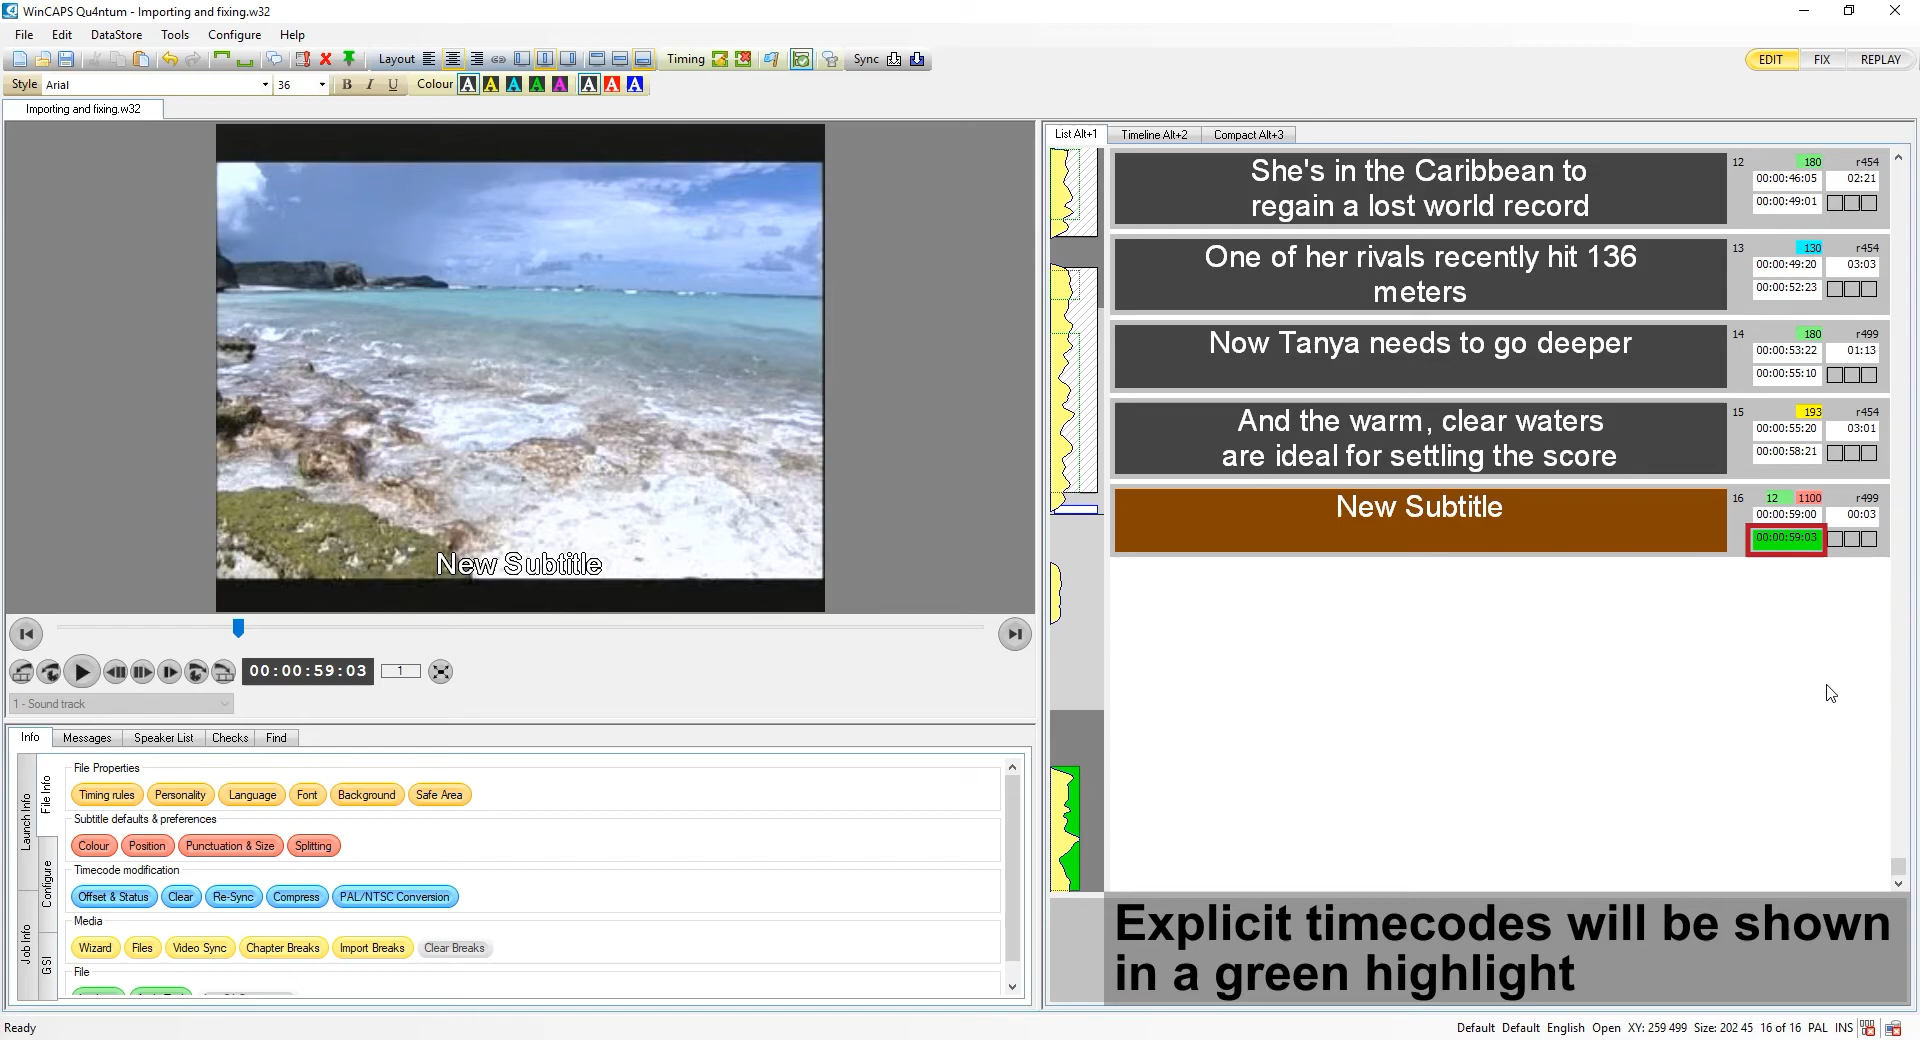 WinCAPS Qu4ntum - Importing and fixing.w32
File Edit DataStore Tools Configure Help
Layout Timing Sync
EDIT FIX REPLAY
Style Arial 36 B I U Colour A A A A A A A A
Importing and fixing.w32
List Alt+1 Timeline Alt+2 Compact Alt+3
She's in the Caribbean to
regain a lost world record
12 180 r454
00:00:46:05 02:21
00:00:49:01
One of her rivals recently hit 136
meters
13 130 r454
00:00:49:20 03:03
00:00:52:23
Now Tanya needs to go deeper
14 180 r499
00:00:53:22 01:13
00:00:55:10
And the warm, clear waters
are ideal for settling the score
15 193 r454
00:00:55:20 03:01
00:00:58:21
New Subtitle
16 12 1100 r499
00:00:59:00 00:03
00:00:59:03
New Subtitle
00:00:59:03 1
1 - Sound track
Info Messages Speaker List Checks Find
Launch Info
Job Info
File Info
Configure
GSI
File Properties
Timing rules Personality Language Font Background Safe Area
Subtitle defaults & preferences
Colour Position Punctuation & Size Splitting
Timecode modification
Offset & Status Clear Re-Sync Compress PAL/NTSC Conversion
Media
Wizard Files Video Sync Chapter Breaks Import Breaks Clear Breaks
File
Explicit timecodes will be shown
in a green highlight
Ready
Default Default English Open XY: 259 499 Size: 202 45 16 of 16 PAL INS